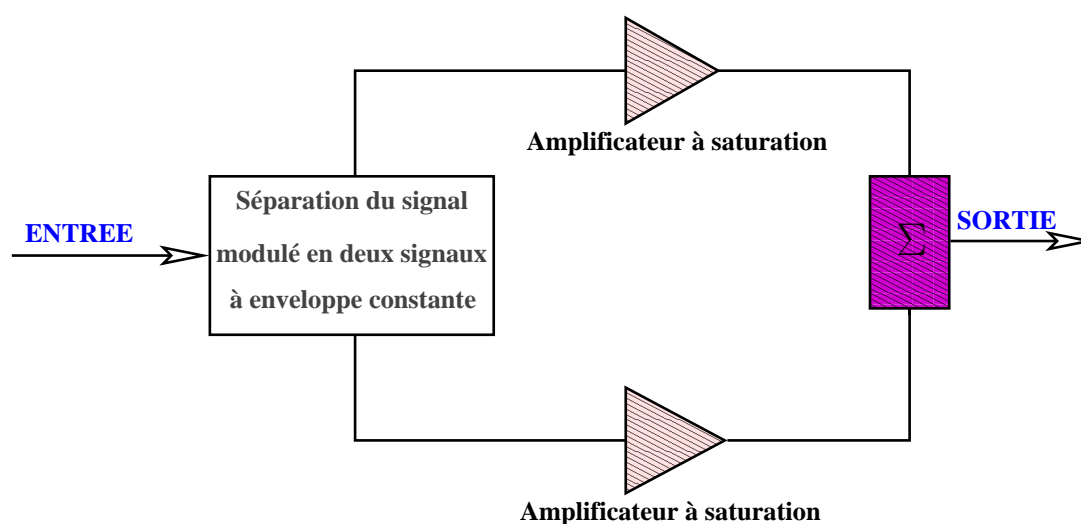 Amplificateur à saturation
Séparation du signal
modulé en deux signaux
à enveloppe constante
ENTREE
Σ
SORTIE
Amplificateur à saturation